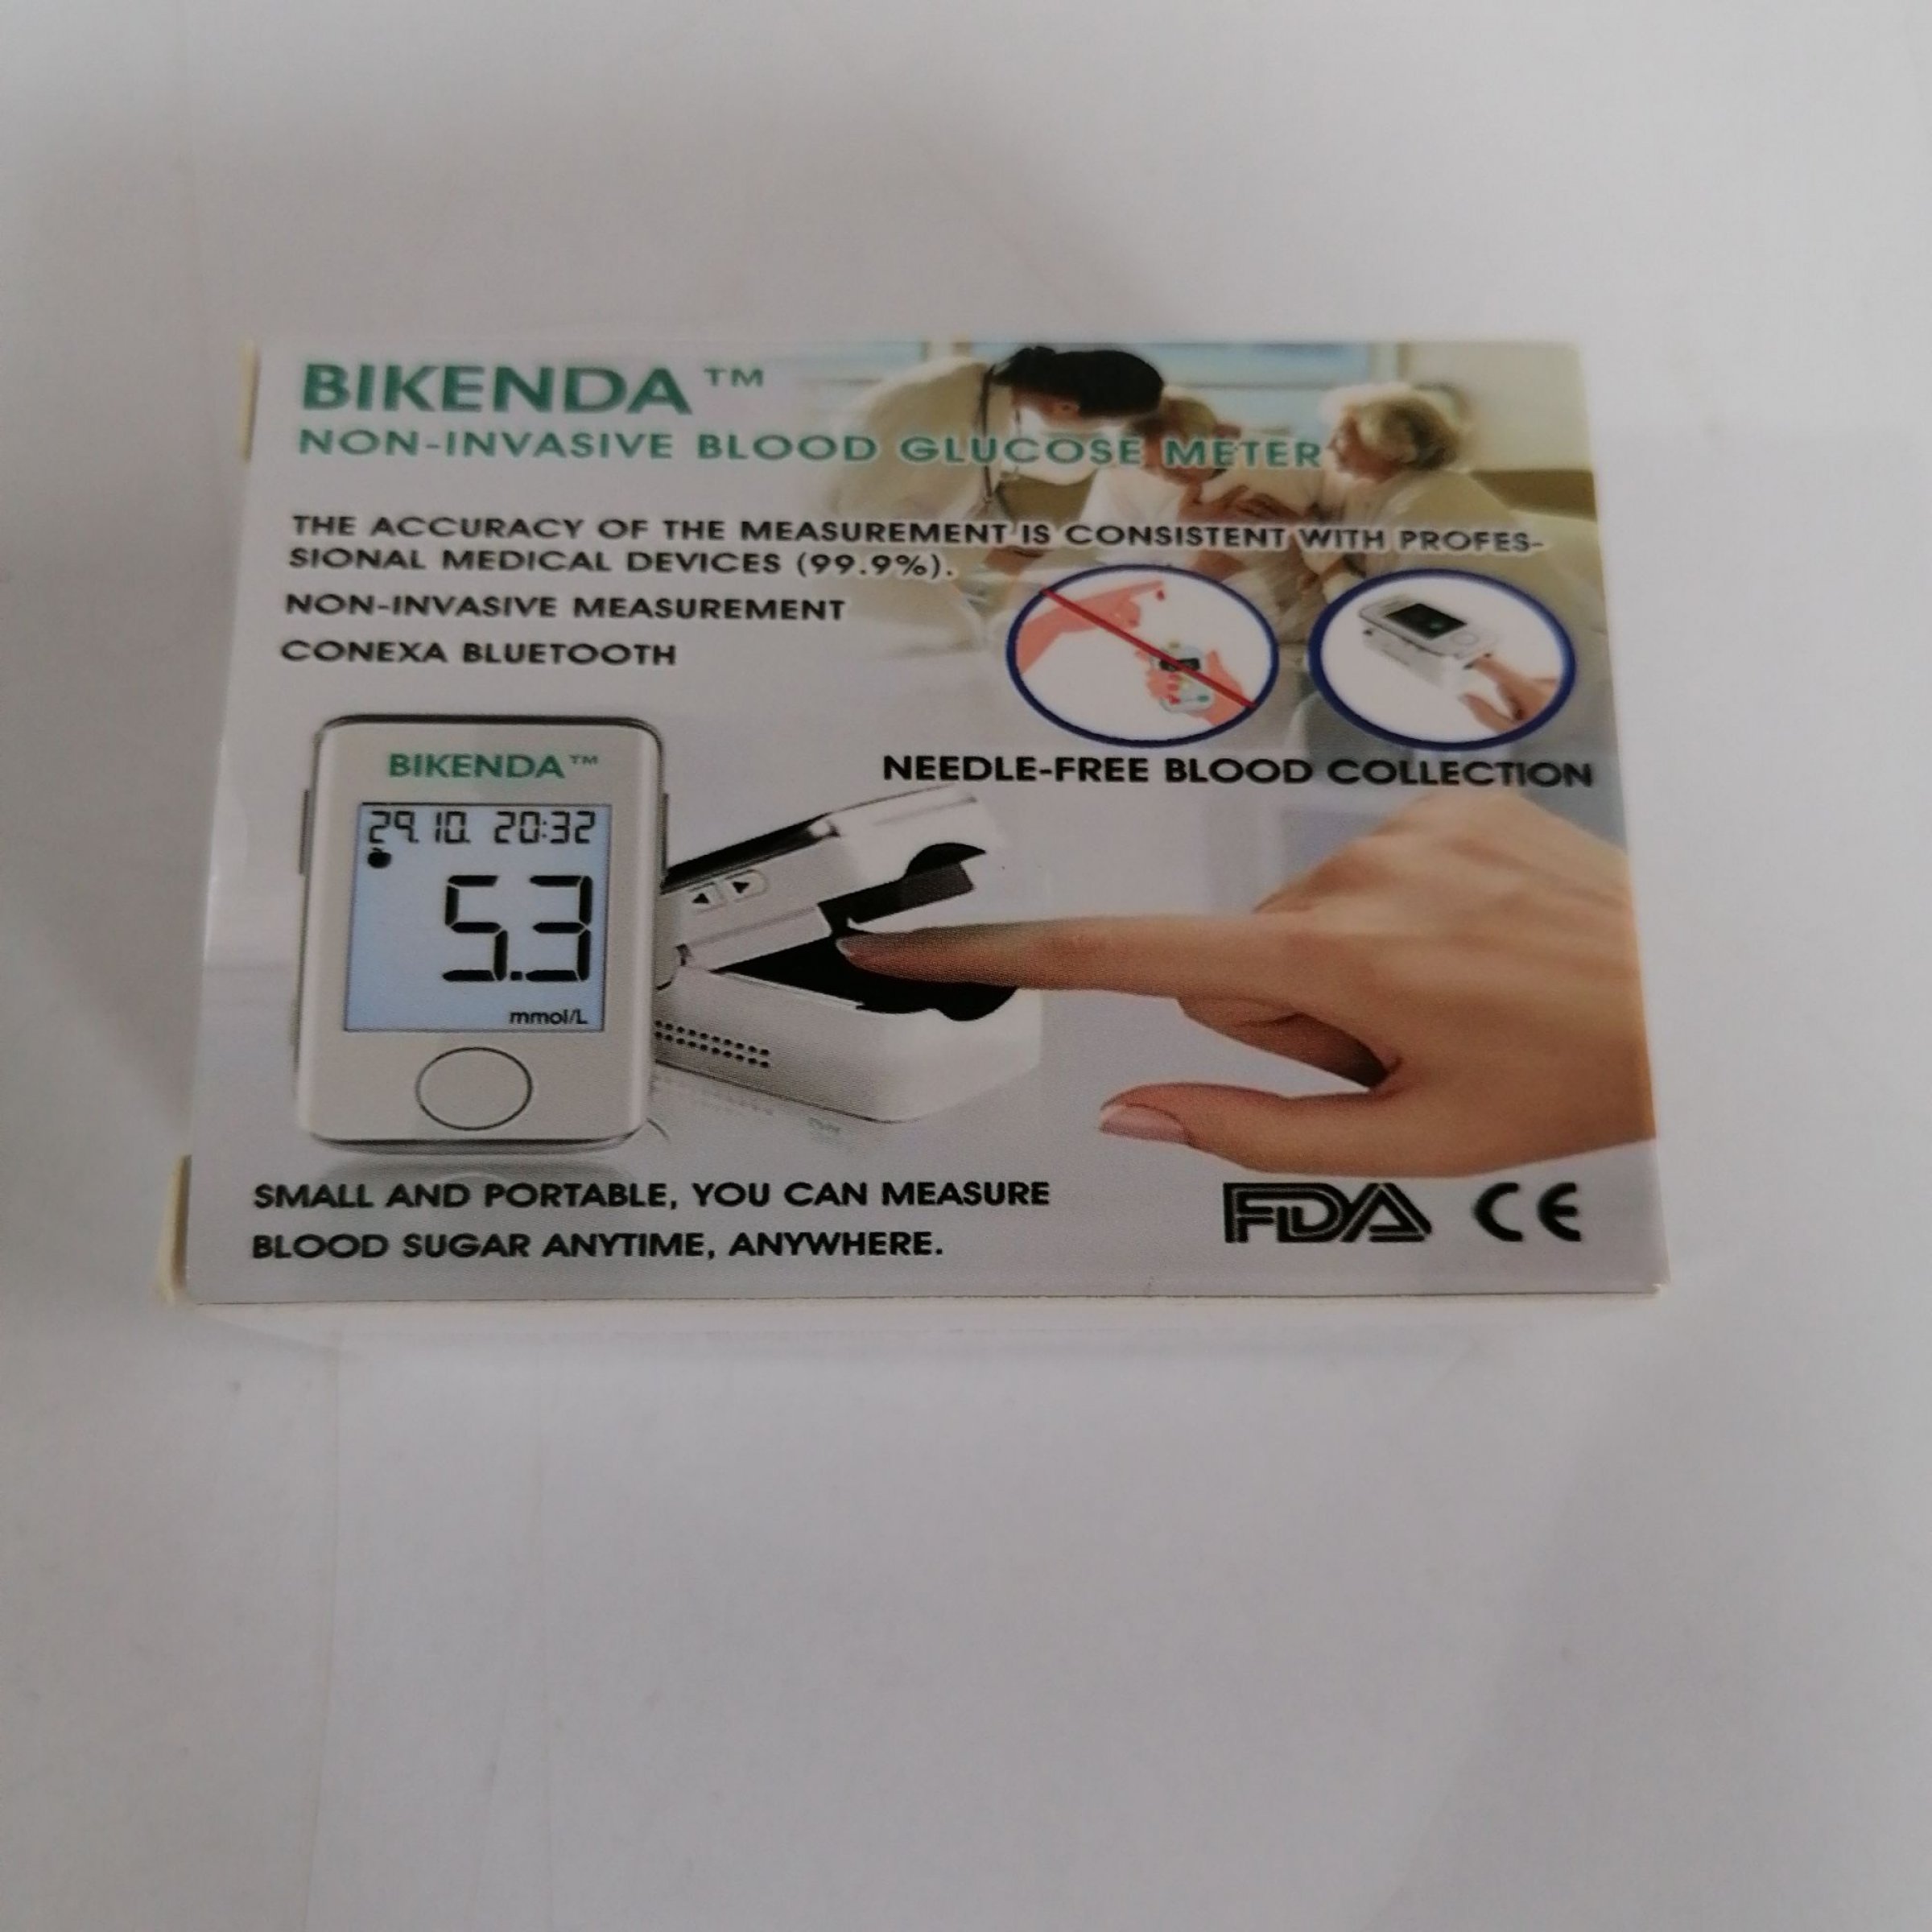 BIKENDA™
NON-INVASIVE BLOOD GLUCOSE METER
THE ACCURACY OF THE MEASUREMENT IS CONSISTENT WITH PROFES-
SIONAL MEDICAL DEVICES (99.9%).
NON-INVASIVE MEASUREMENT
CONEXA BLUETOOTH
NEEDLE-FREE BLOOD COLLECTION
BIKENDA™
29.10. 20:32
5.3
mmol/L
SMALL AND PORTABLE, YOU CAN MEASURE
BLOOD SUGAR ANYTIME, ANYWHERE.
FDA CE